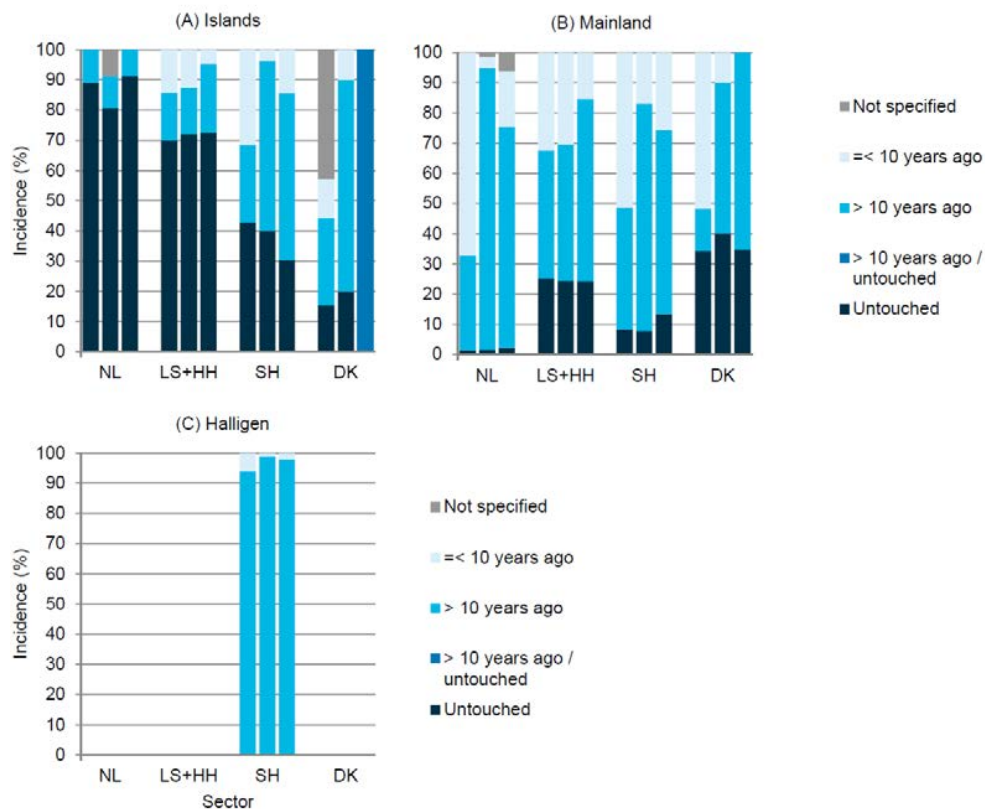 (A) Islands
100
90
80
70
60
50
40
30
20
10
0
Incidence (%)
NL LS+HH SH DK
(B) Mainland
100
90
80
70
60
50
40
30
20
10
0
Incidence (%)
NL LS+HH SH DK
Not specified
=< 10 years ago
> 10 years ago
> 10 years ago /
untouched
Untouched
(C) Halligen
100
90
80
70
60
50
40
30
20
10
0
Incidence (%)
NL LS+HH SH DK
Sector
Not specified
=< 10 years ago
> 10 years ago
> 10 years ago /
untouched
Untouched